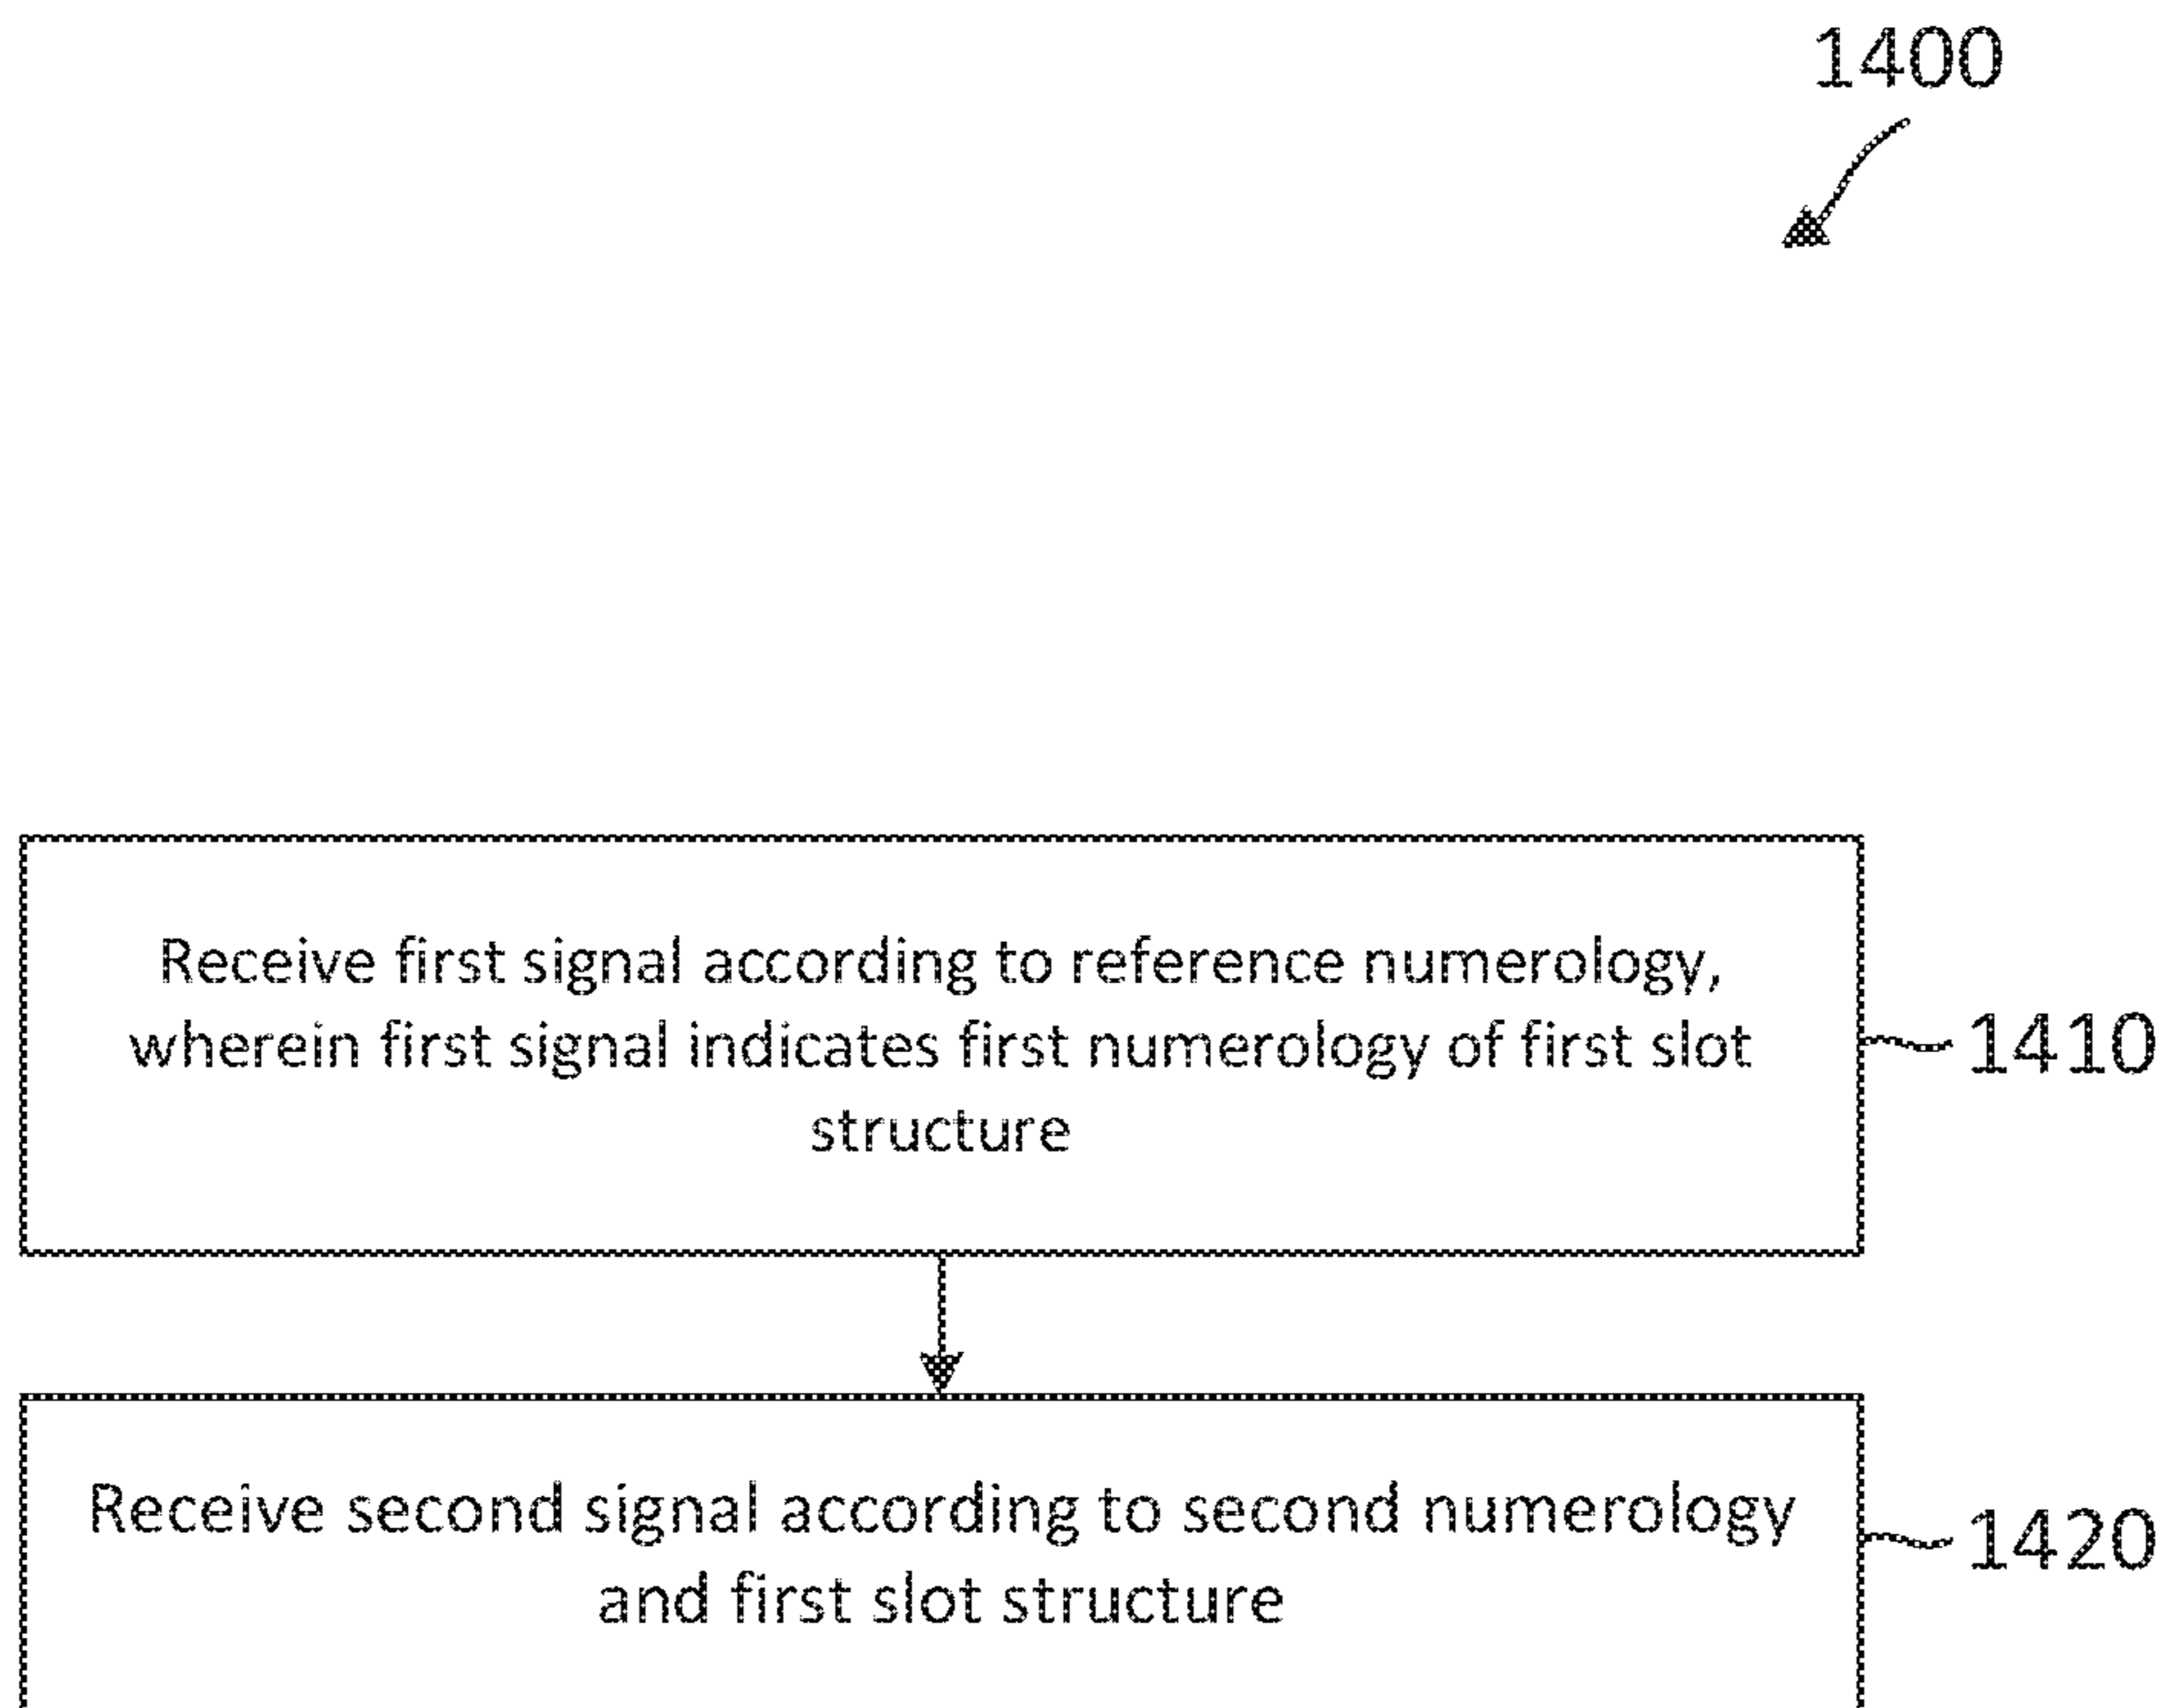 1400
Receive first signal according to reference numerology,
wherein first signal indicates first numerology of first slot
structure
1410
Receive second signal according to second numerology
and first slot structure
1420